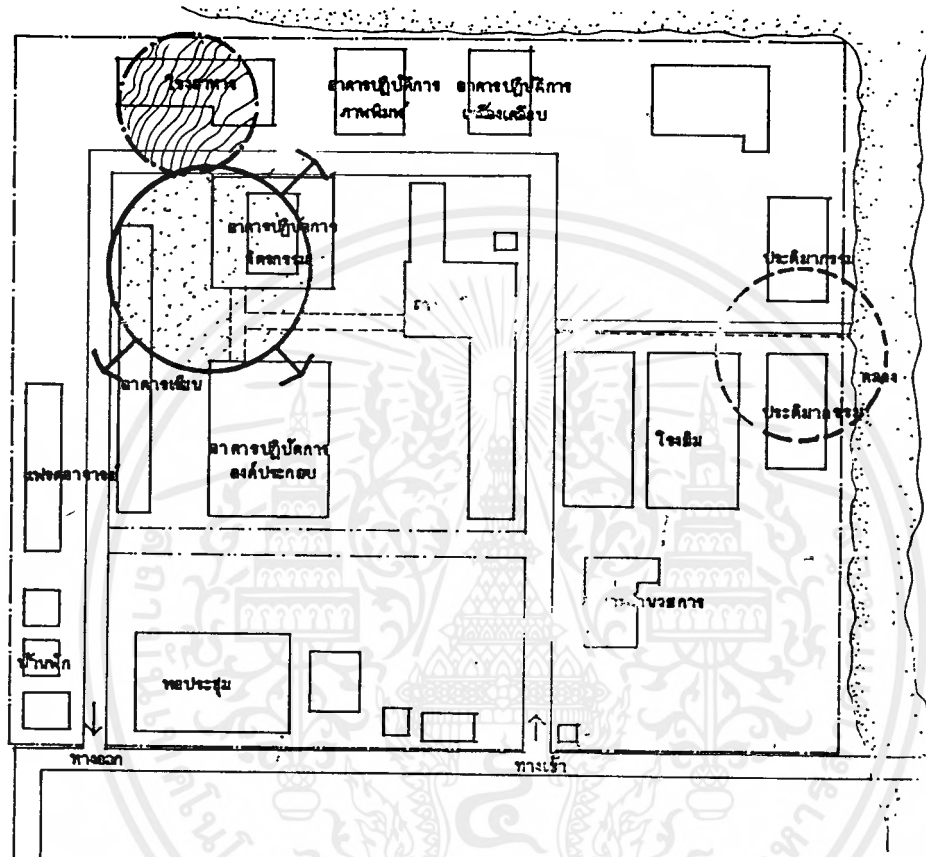 โรงอาหาร
อาคารปฏิบัติการ
ภาพพิมพ์
อาคารปฏิบัติการ
เครื่องเคลือบ
อาคารปฏิบัติการ
จิตรกรรม
ประติมากรรม
อาคารเรียน
คลอง
ประติมากรรม
โรงยิม
อาคารปฏิบัติการ
องค์ประกอบ
แฟรตอาจารย์
บ้านพัก
หอประชุม
ทางออก
ทางเข้า